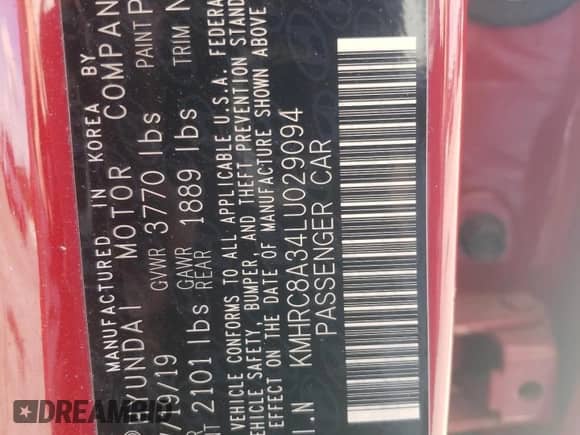 MANUFACTURED IN KOREA BY
HYUNDAI MOTOR COMPAN
/19/19 GVWR 3770 lbs PAINT P
2101 lbs GAWR REAR 1889 lbs TRIM N
VEHICLE CONFORMS TO ALL APPLICABLE U.S.A. FEDERA
VEHICLE SAFETY, BUMPER, AND THEFT PREVENTION STAND
EFFECT ON THE DATE OF MANUFACTURE SHOWN ABOVE
I.N KMHRC8A34LU029094
PASSENGER CAR
DREAMBID